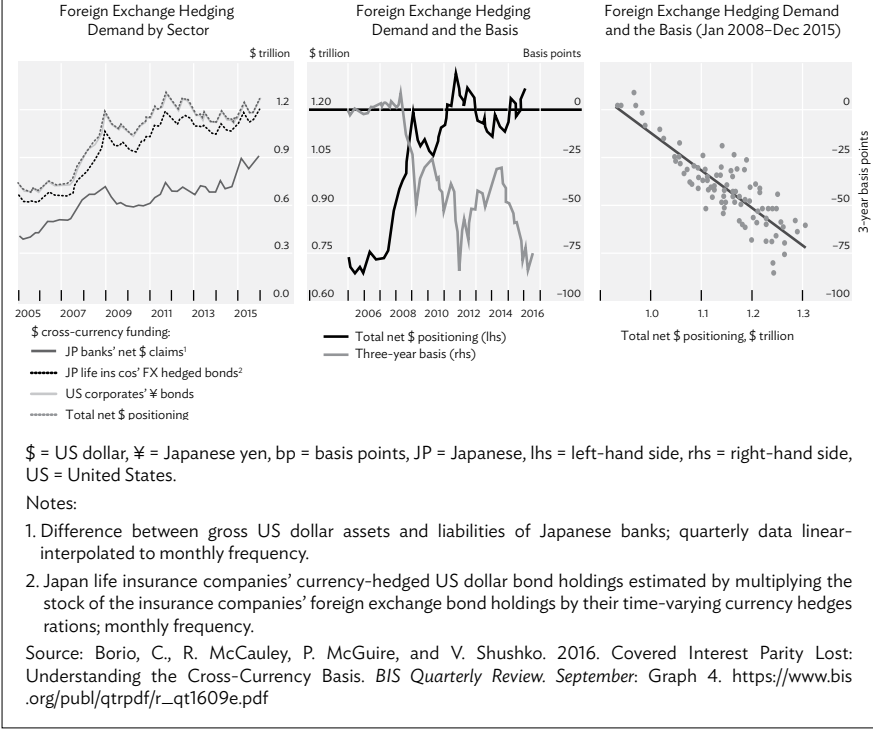 Foreign Exchange Hedging
Demand by Sector
$ trillion
1.2
0.9
0.6
0.3
0.0
2005 2007 2009 2011 2013 2015
$ cross-currency funding:
JP banks' net $ claims1
JP life ins cos' FX hedged bonds2
US corporates' ¥ bonds
Total net $ positioning
Foreign Exchange Hedging
Demand and the Basis
$ trillion Basis points
1.20 0
1.05 −25
0.90 −50
0.75 −75
0.60 −100
2006 2008 2010 2012 2014 2016
Total net $ positioning (lhs)
Three-year basis (rhs)
Foreign Exchange Hedging Demand
and the Basis (Jan 2008–Dec 2015)
0
−25
−50
−75
−100
3-year basis points
1.0 1.1 1.2 1.3
Total net $ positioning, $ trillion
$ = US dollar, ¥ = Japanese yen, bp = basis points, JP = Japanese, lhs = left-hand side, rhs = right-hand side,
US = United States.
Notes:
1. Difference between gross US dollar assets and liabilities of Japanese banks; quarterly data linear-
interpolated to monthly frequency.
2. Japan life insurance companies' currency-hedged US dollar bond holdings estimated by multiplying the
stock of the insurance companies' foreign exchange bond holdings by their time-varying currency hedges
rations; monthly frequency.
Source: Borio, C., R. McCauley, P. McGuire, and V. Shushko. 2016. Covered Interest Parity Lost:
Understanding the Cross-Currency Basis. BIS Quarterly Review. September: Graph 4. https://www.bis
.org/publ/qtrpdf/r_qt1609e.pdf